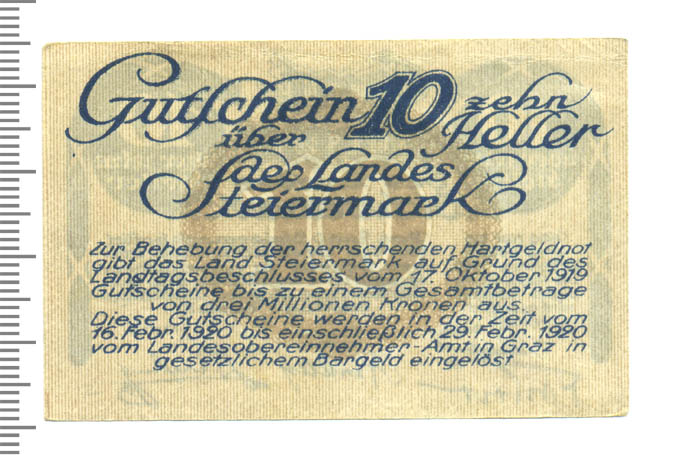 Gutschein 10 zehn
über Heller
des Landes
Steiermark
Zur Behebung der herrschenden Hartgeldnot
gibt das Land Steiermark auf Grund des
Landtagsbeschlusses vom 17. Oktober 1919
Gutscheine bis zu einem Gesamtbetrage
von drei Millionen Kronen aus.
Diese Gutscheine werden in der Zeit vom
16. Febr. 1920 bis einschließlich 29. Febr. 1920
vom Landesobereinnehmer-Amt in Graz in
gesetzlichem Bargeld eingelöst
10